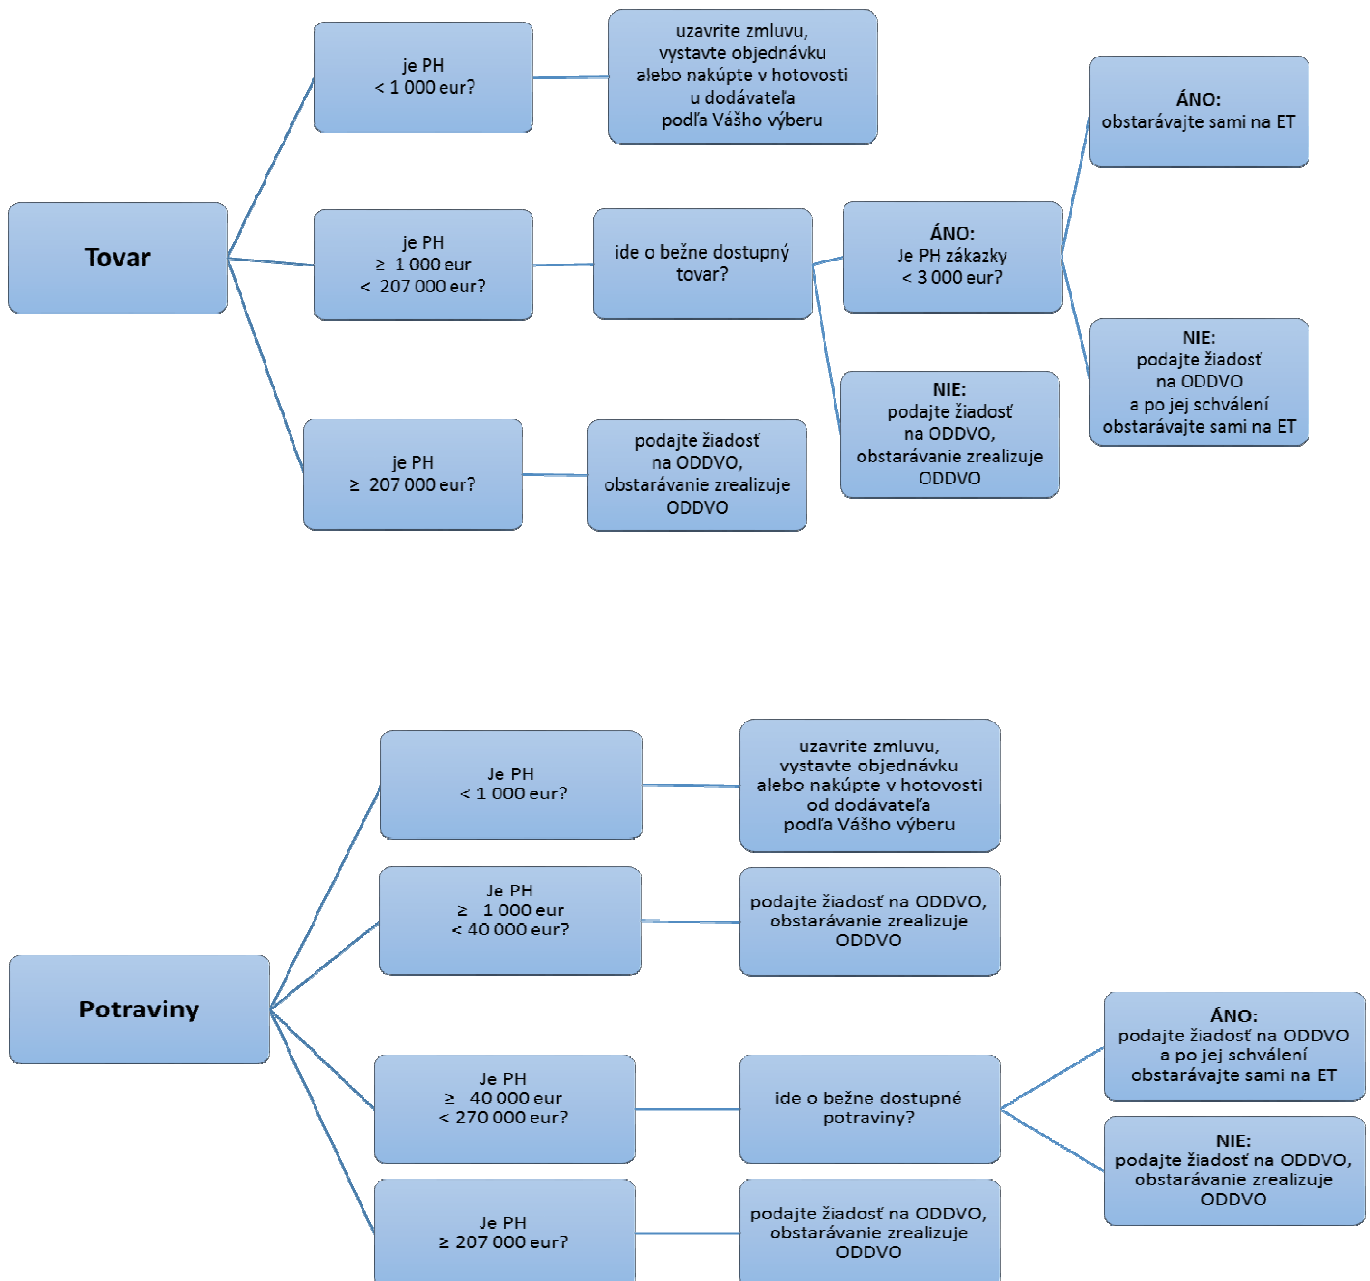 Tovar
je PH
< 1 000 eur?
uzavrite zmluvu,
vystavte objednávku
alebo nakúpte v hotovosti
u dodávateľa
podľa Vášho výberu
je PH
≥ 1 000 eur
< 207 000 eur?
ide o bežne dostupný
tovar?
ÁNO:
Je PH zákazky
< 3 000 eur?
ÁNO:
obstarávajte sami na ET
NIE:
podajte žiadosť
na ODDVO
a po jej schválení
obstarávajte sami na ET
NIE:
podajte žiadosť
na ODDVO,
obstarávanie zrealizuje
ODDVO
je PH
≥ 207 000 eur?
podajte žiadosť
na ODDVO,
obstarávanie zrealizuje
ODDVO
Potraviny
Je PH
< 1 000 eur?
uzavrite zmluvu,
vystavte objednávku
alebo nakúpte v hotovosti
od dodávateľa
podľa Vášho výberu
Je PH
≥ 1 000 eur
< 40 000 eur?
podajte žiadosť na ODDVO,
obstarávanie zrealizuje
ODDVO
Je PH
≥ 40 000 eur
< 270 000 eur?
ide o bežne dostupné
potraviny?
ÁNO:
podajte žiadosť na ODDVO
a po jej schválení
obstarávajte sami na ET
NIE:
podajte žiadosť na ODDVO,
obstarávanie zrealizuje
ODDVO
Je PH
≥ 207 000 eur?
podajte žiadosť na ODDVO,
obstarávanie zrealizuje
ODDVO